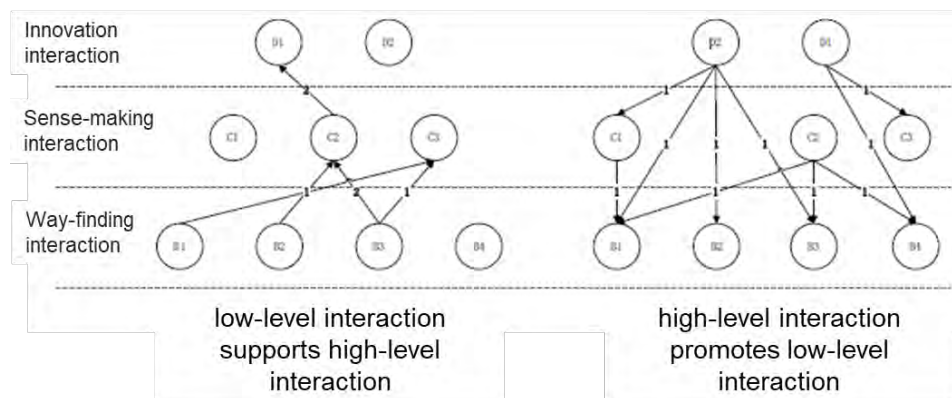 Innovation
interaction
D1
D2
D2
D1
2
1
1
Sense-making
interaction
C1
C2
C3
C1
C2
C3
1
1
1
1
1
2
1
1
1
1
1
Way-finding
interaction
B1
B2
B3
B4
B1
B2
B3
B4
low-level interaction
supports high-level
interaction
high-level interaction
promotes low-level
interaction